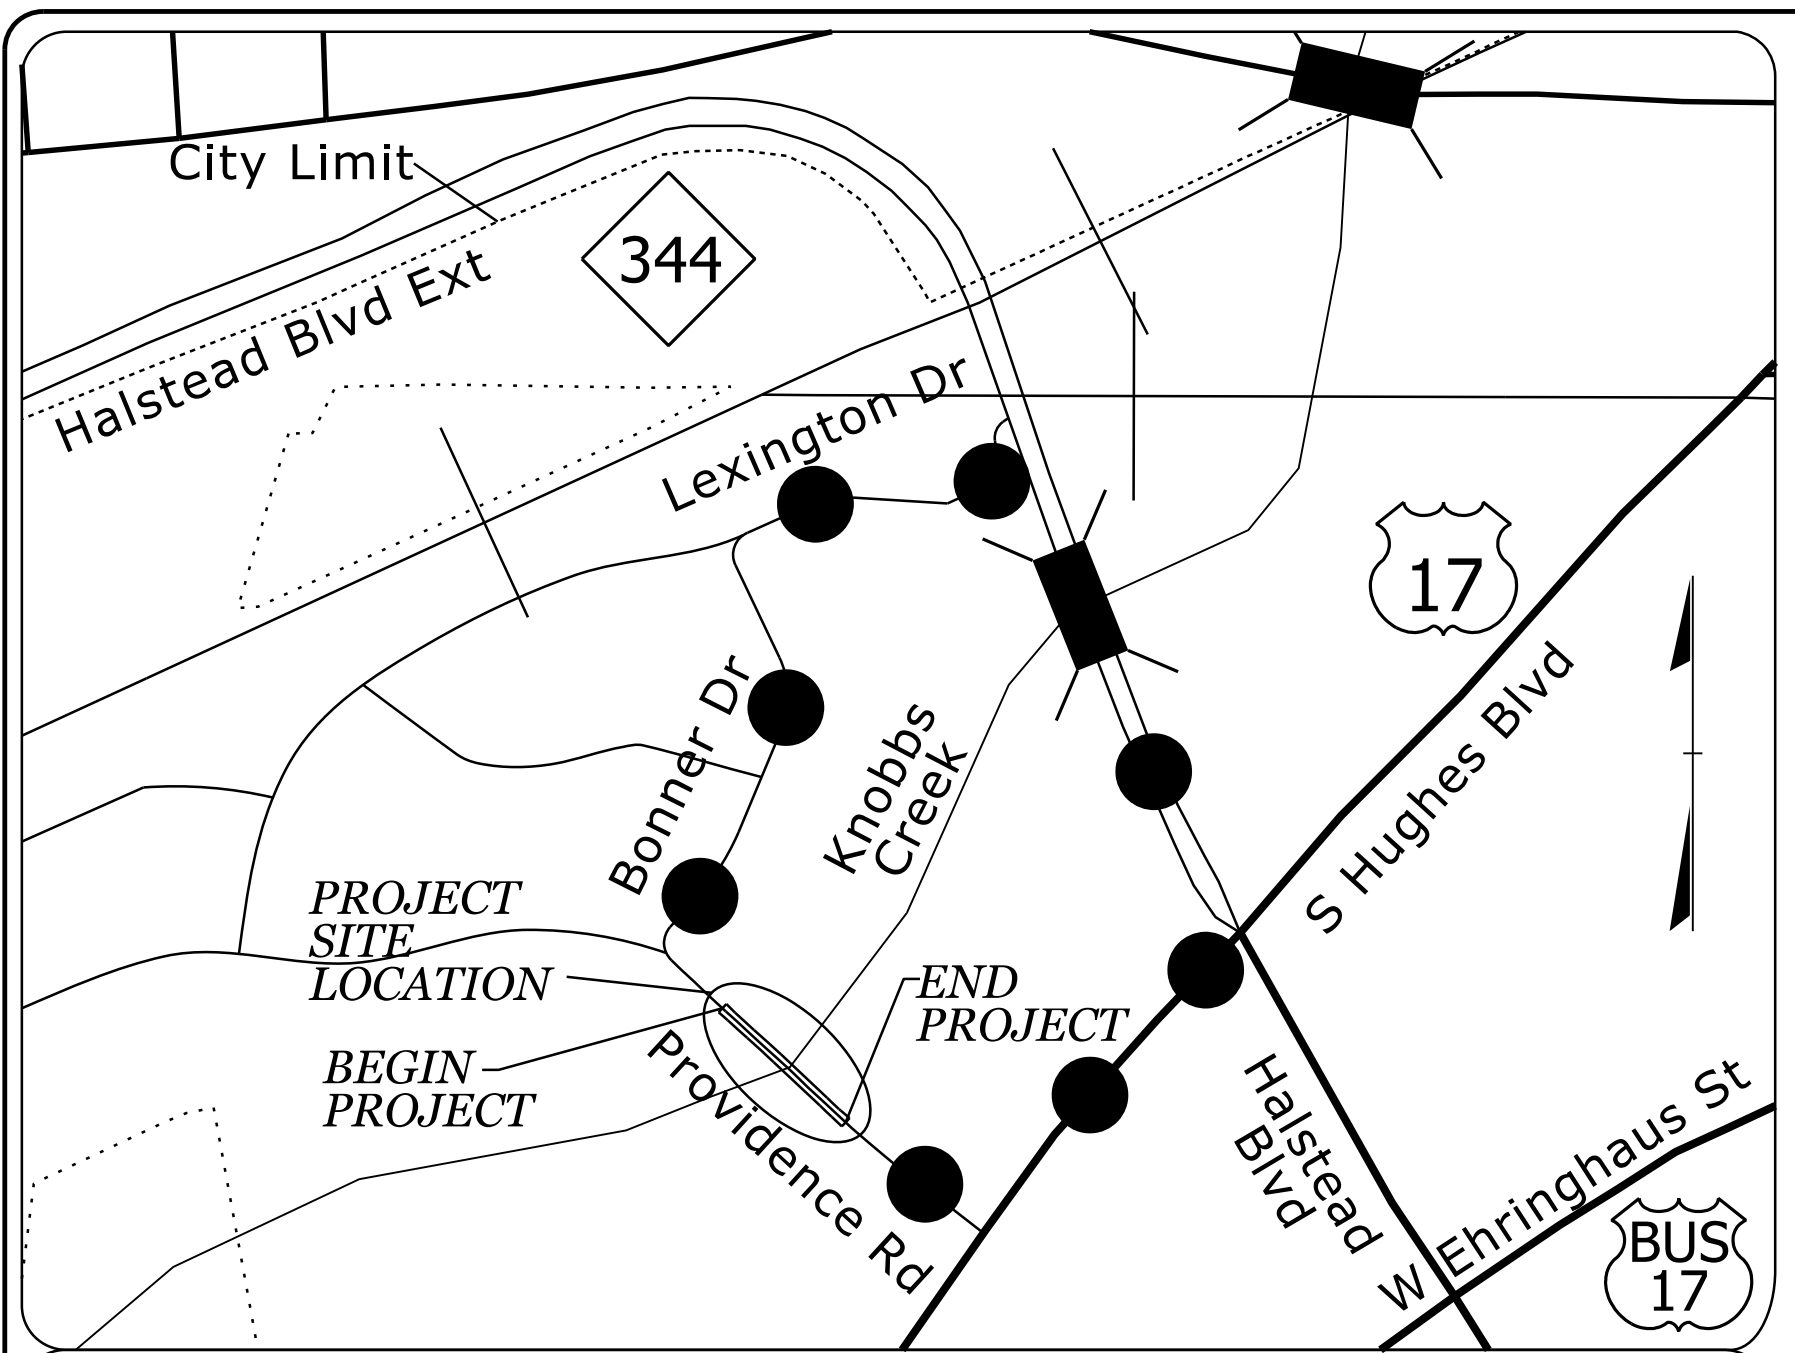 City Limit
344
Halstead Blvd Ext
Lexington Dr
17
Bonner Dr
Knobbs
Creek
S Hughes Blvd
PROJECT
SITE
LOCATION
END
PROJECT
BEGIN
PROJECT
Providence Rd
Halstead
Blvd
W Ehringhaus St
BUS
17